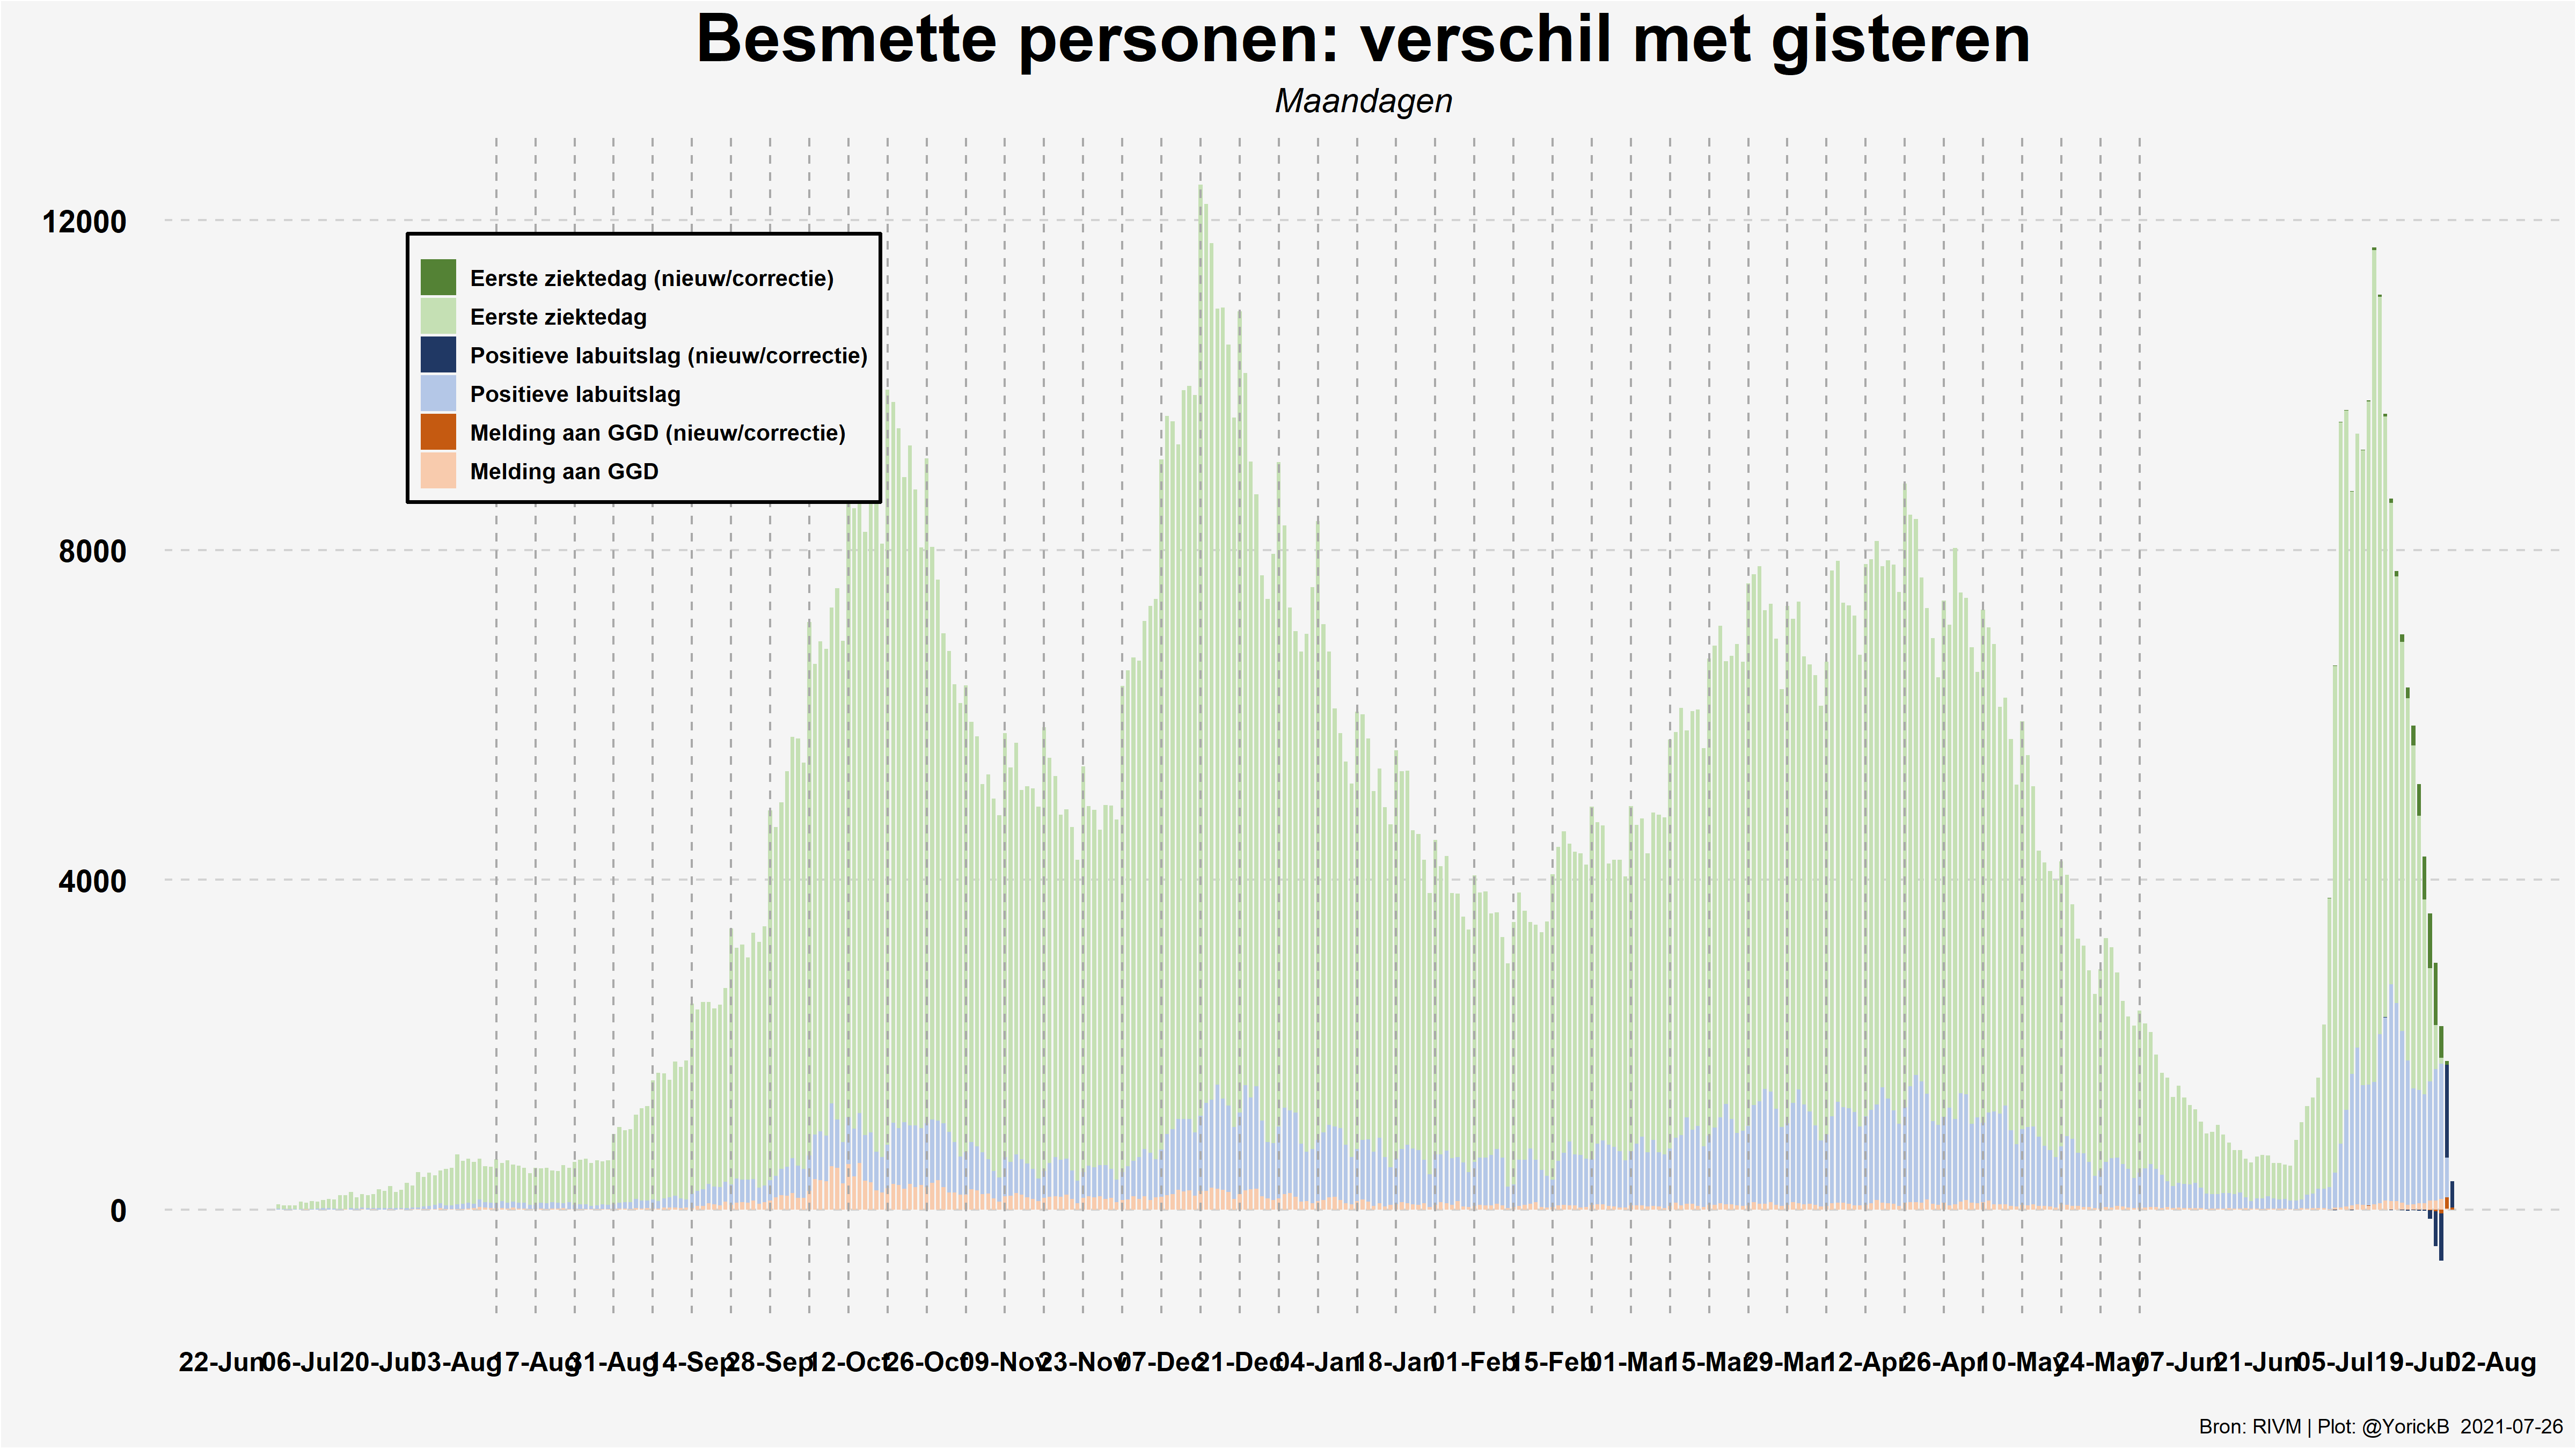 Besmette personen: verschil met gisteren
Maandagen
12000
8000
4000
0
Eerste ziektedag (nieuw/correctie)
Eerste ziektedag
Positieve labuitslag (nieuw/correctie)
Positieve labuitslag
Melding aan GGD (nieuw/correctie)
Melding aan GGD
22-Jun 06-Jul 20-Jul 03-Aug 17-Aug 31-Aug 14-Sep 28-Sep 12-Oct 26-Oct 09-Nov 23-Nov 07-Dec 21-Dec 04-Jan 18-Jan 01-Feb 15-Feb 01-Mar 15-Mar 29-Mar 12-Apr 26-Apr 10-May 24-May 07-Jun 21-Jun 05-Jul 19-Jul 02-Aug
Bron: RIVM | Plot: @YorickB 2021-07-26